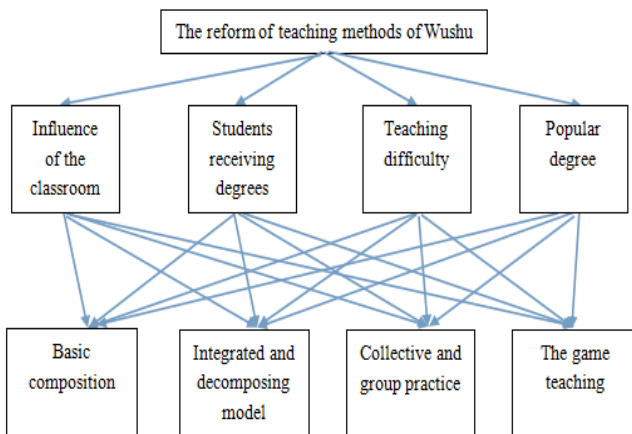 The reform of teaching methods of Wushu
Influence
of the
classroom
Students
receiving
degrees
Teaching
difficulty
Popular
degree
Basic
composition
Integrated and
decomposing
model
Collective and
group practice
The game
teaching